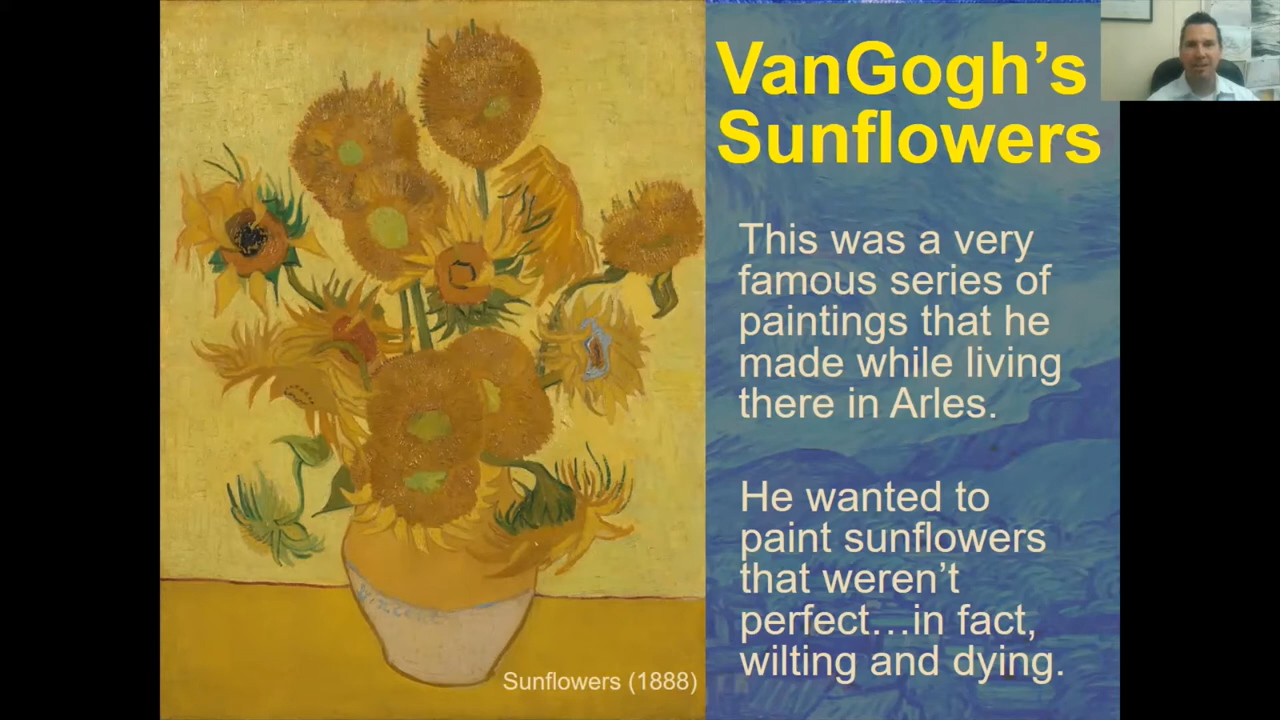 VanGogh's
Sunflowers
This was a very
famous series of
paintings that he
made while living
there in Arles.
He wanted to
paint sunflowers
that weren't
perfect…in fact,
wilting and dying.
Vincent
Sunflowers (1888)